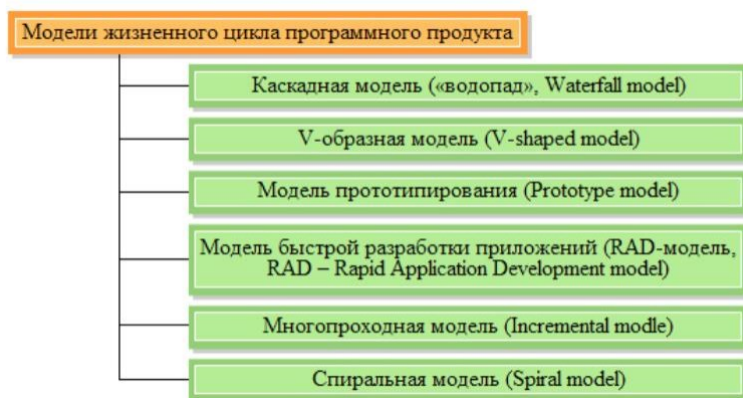 Модели жизненного цикла программного продукта
Каскадная модель («водопад», Waterfall model)
V-образная модель (V-shaped model)
Модель прототипирования (Prototype model)
Модель быстрой разработки приложений (RAD-модель,
RAD – Rapid Application Development model)
Многопроходная модель (Incremental modle)
Спиральная модель (Spiral model)